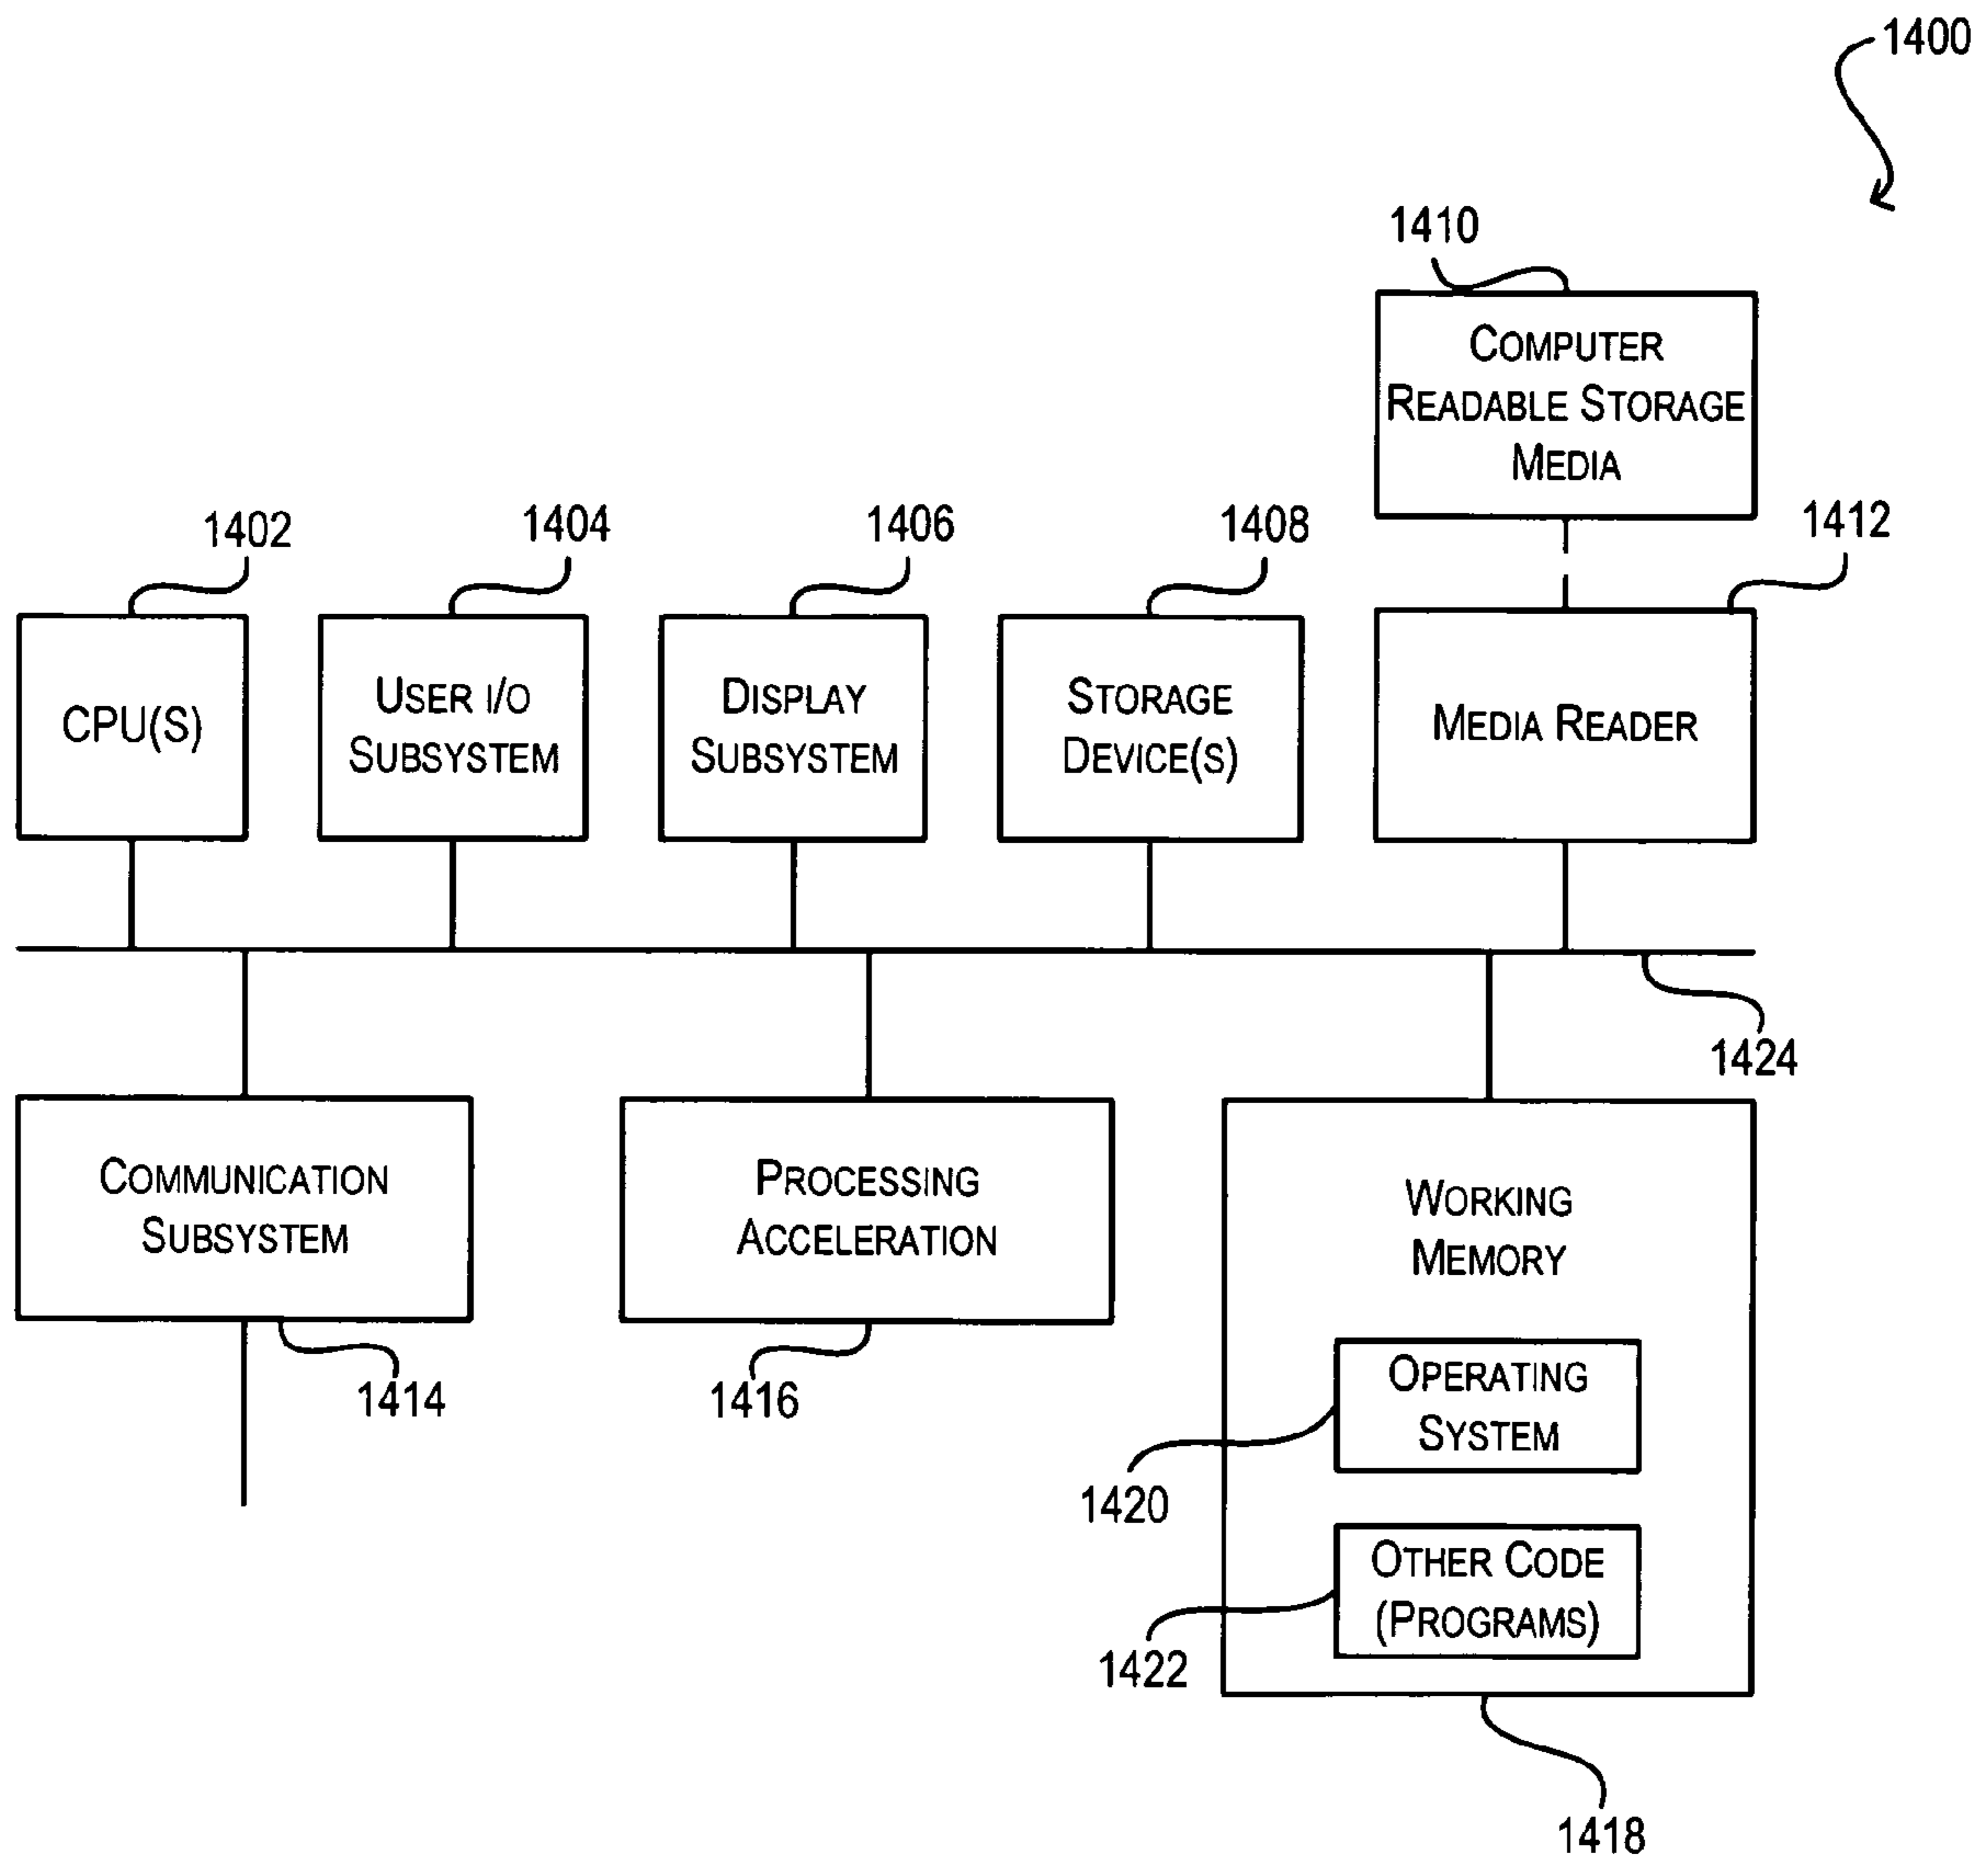 1400
1410
COMPUTER
READABLE STORAGE
MEDIA
1402
1404
1406
1408
1412
CPU(S)
USER I/O
SUBSYSTEM
DISPLAY
SUBSYSTEM
STORAGE
DEVICE(S)
MEDIA READER
1424
COMMUNICATION
SUBSYSTEM
1414
PROCESSING
ACCELERATION
1416
WORKING
MEMORY
OPERATING
SYSTEM
1420
OTHER CODE
(PROGRAMS)
1422
1418